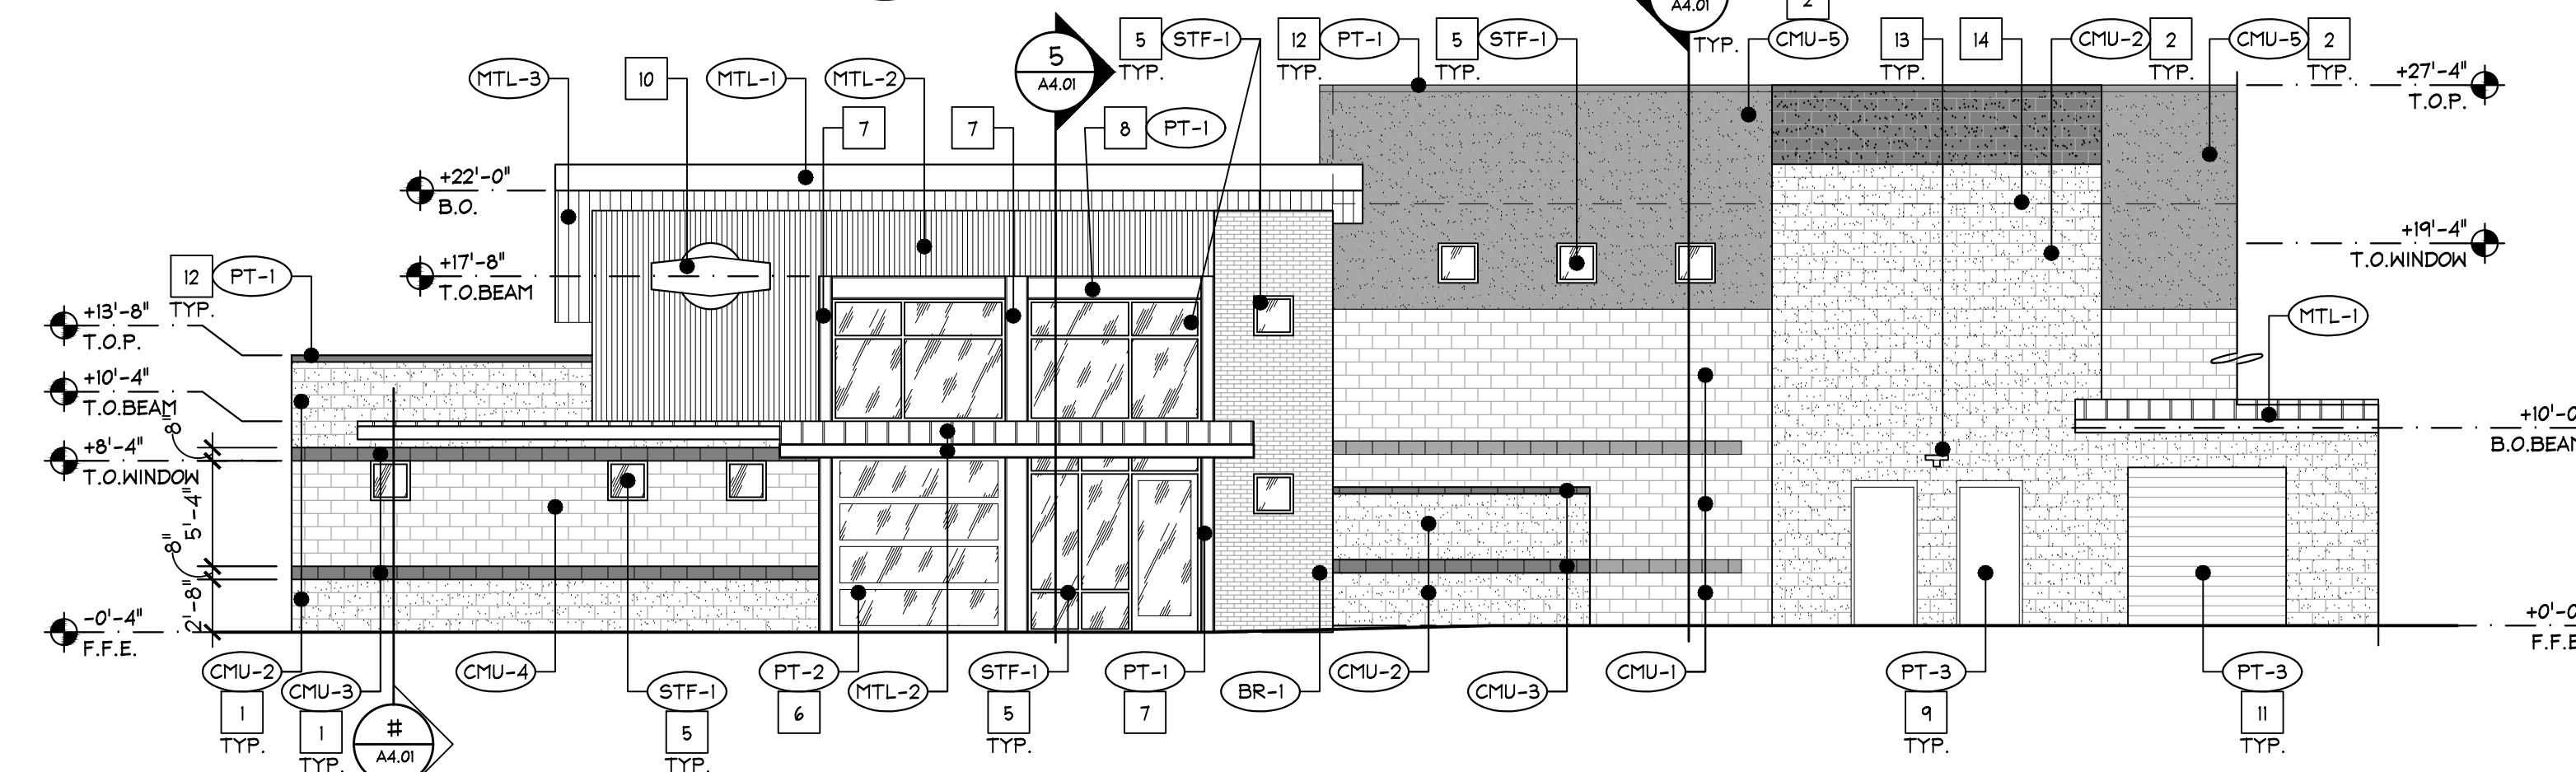 A4.01
2
5
A4.01
5 STF-1
TYP.
12 PT-1
TYP.
5 STF-1
TYP.
TYP.
CMU-5
13
TYP.
14
CMU-2 2
TYP.
CMU-5 2
TYP.
+27'-4"
T.O.P.
MTL-3
10
MTL-1
MTL-2
7
7
8 PT-1
+22'-0"
B.O.
+19'-4"
T.O.WINDOW
+17'-8"
T.O.BEAM
12 PT-1
TYP.
+13'-8"
T.O.P.
MTL-1
+10'-4"
T.O.BEAM
8"
+8'-4"
T.O.WINDOW
+10'-0
B.O.BEAM
5'-4"
8"
2'-8"
-0'-4"
F.F.E.
+0'-0
F.F.E
CMU-2
1
TYP.
CMU-3
1
TYP.
#
A4.01
CMU-4
STF-1
5
TYP.
PT-2
6
MTL-2
STF-1
5
TYP.
PT-1
7
BR-1
CMU-2
CMU-3
CMU-1
PT-3
9
TYP.
PT-3
11
TYP.